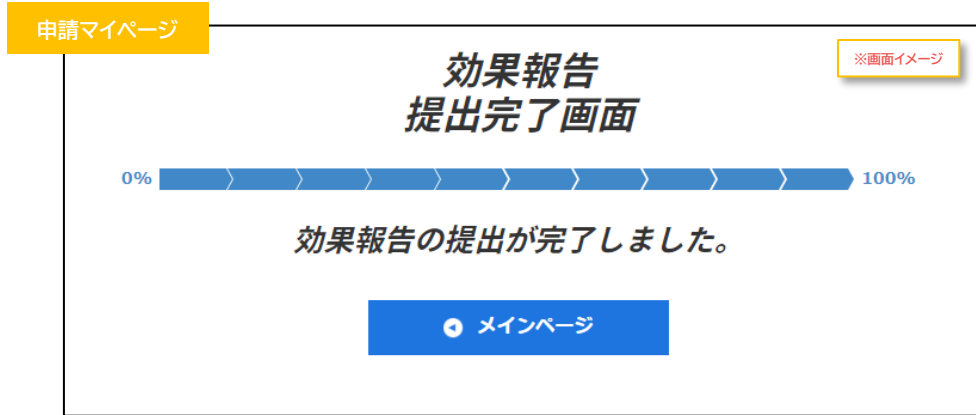 申請マイページ
※画面イメージ
効果報告
提出完了画面
0%
100%
効果報告の提出が完了しました。
メインページ